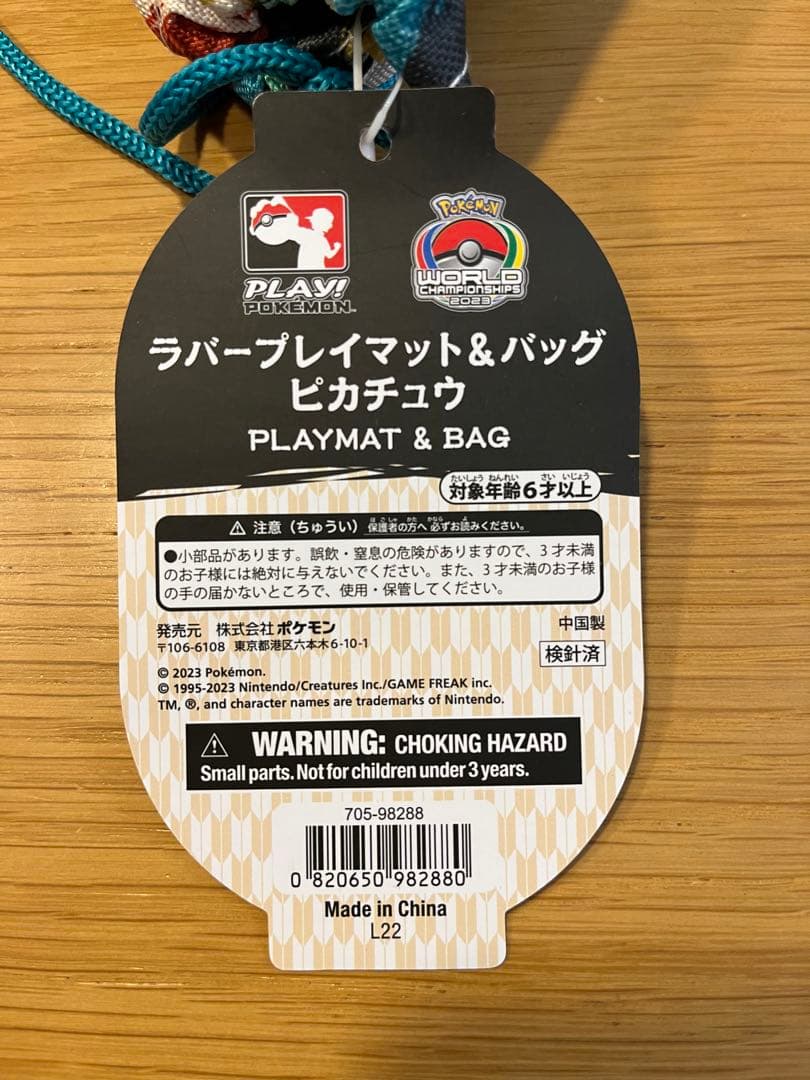 PLAY!
POKÉMON™
POKÉMON
WORLD
CHAMPIONSHIPS
2023
ラバープレイマット&バッグ
ピカチュウ
PLAYMAT & BAG
たいしょう ねんれい さい いじょう
対象年齢6才以上
⚠ 注意（ちゅうい） 保護者の方へ 必ずお読みください。
ほごしゃ かた かなら よ
●小部品があります。誤飲・窒息の危険がありますので、3才未満
のお子様には絶対に与えないでください。また、3才未満のお子様
の手の届かないところで、使用・保管してください。
発売元 株式会社ポケモン
〒106-6108 東京都港区六本木6-10-1
中国製
検針済
© 2023 Pokémon.
© 1995-2023 Nintendo/Creatures Inc./GAME FREAK inc.
TM, ®, and character names are trademarks of Nintendo.
⚠ WARNING: CHOKING HAZARD
Small parts. Not for children under 3 years.
705-98288
0 820650 982880
Made in China
L22